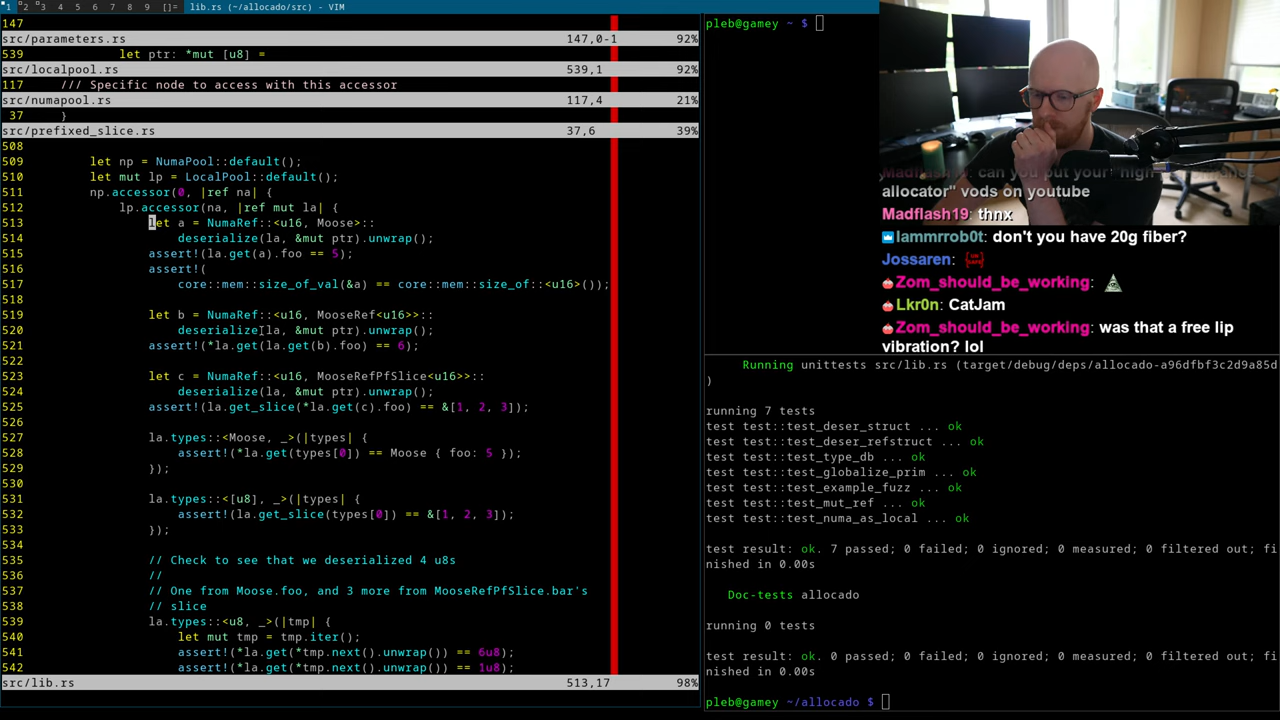 1 2 3 4 5 6 7 8 9 []= lib.rs (~/allocado/src) - VIM
147
src/parameters.rs 147,0-1 92%
539 let ptr: *mut [u8] =
src/localpool.rs 539,1 92%
117 /// Specific node to access with this accessor
src/numapool.rs 117,4 21%
37 }
src/prefixed_slice.rs 37,6 39%
508
509 let np = NumaPool::default();
510 let mut lp = LocalPool::default();
511 np.accessor(0, |ref na| {
512 lp.accessor(na, |ref mut la| {
513 let a = NumaRef::<u16, Moose>::
514 deserialize(la, &mut ptr).unwrap();
515 assert!(la.get(a).foo == 5);
516 assert!(
517 core::mem::size_of_val(&a) == core::mem::size_of::<u16>());
518
519 let b = NumaRef::<u16, MooseRef<u16>>::
520 deserialize(la, &mut ptr).unwrap();
521 assert!(*la.get(la.get(b).foo) == 6);
522
523 let c = NumaRef::<u16, MooseRefPfSlice<u16>>::
524 deserialize(la, &mut ptr).unwrap();
525 assert!(la.get_slice(*la.get(c).foo) == &[1, 2, 3]);
526
527 la.types::<Moose, _>(|types| {
528 assert!(*la.get(types[0]) == Moose { foo: 5 });
529 });
530
531 la.types::<[u8], _>(|types| {
532 assert!(la.get_slice(types[0]) == &[1, 2, 3]);
533 });
534
535 // Check to see that we deserialized 4 u8s
536 //
537 // One from Moose.foo, and 3 more from MooseRefPfSlice.bar's
538 // slice
539 la.types::<u8, _>(|tmp| {
540 let mut tmp = tmp.iter();
541 assert!(*la.get(*tmp.next().unwrap()) == 6u8);
542 assert!(*la.get(*tmp.next().unwrap()) == 1u8);
src/lib.rs 513,17 98%
pleb@gamey ~ $
can you put your "high
allocator" vods on youtube
Madflash19: thnx
Iammrrob0t: don't you have 20g fiber?
Jossaren:
Zom_should_be_working:
Lkr0n: CatJam
Zom_should_be_working: was that a free lip
vibration? lol
Running unittests src/lib.rs (target/debug/deps/allocado-a96dfbf3c2d9a85d
)
running 7 tests
test test::test_deser_struct ... ok
test test::test_deser_refstruct ... ok
test test::test_type_db ... ok
test test::test_globalize_prim ... ok
test test::test_example_fuzz ... ok
test test::test_mut_ref ... ok
test test::test_numa_as_local ... ok
test result: ok. 7 passed; 0 failed; 0 ignored; 0 measured; 0 filtered out; fi
nished in 0.00s
Doc-tests allocado
running 0 tests
test result: ok. 0 passed; 0 failed; 0 ignored; 0 measured; 0 filtered out; fi
nished in 0.00s
pleb@gamey ~/allocado $